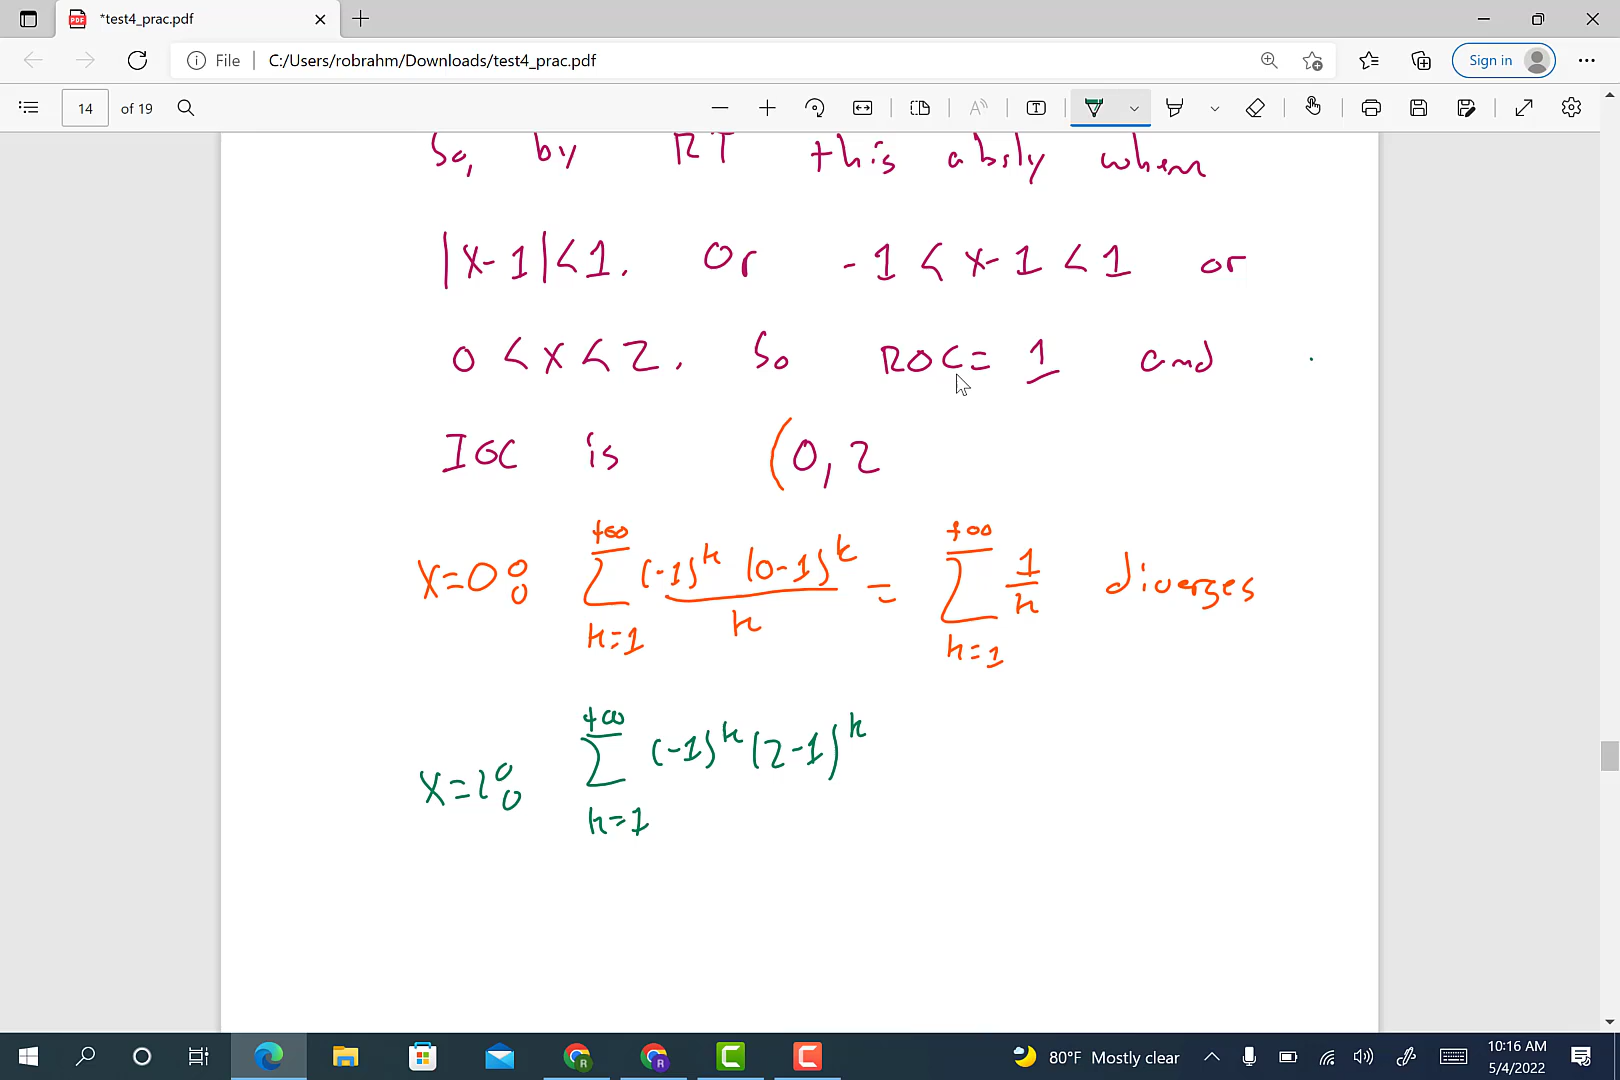 *test4_prac.pdf
File C:/Users/robrahm/Downloads/test4_prac.pdf
Sign in
14 of 19
So, by RT this absly when
|x-1|<1. Or -1 < x-1 < 1 or
0 < x < 2. So ROC = 1 and
IOC is (0, 2
x=0: +∞ ∑ k=1 (-1)^k (0-1)^k / k = +∞ ∑ k=1 1/k diverges
x=2: +∞ ∑ k=1 (-1)^k (2-1)^k
80°F Mostly clear
10:16 AM
5/4/2022